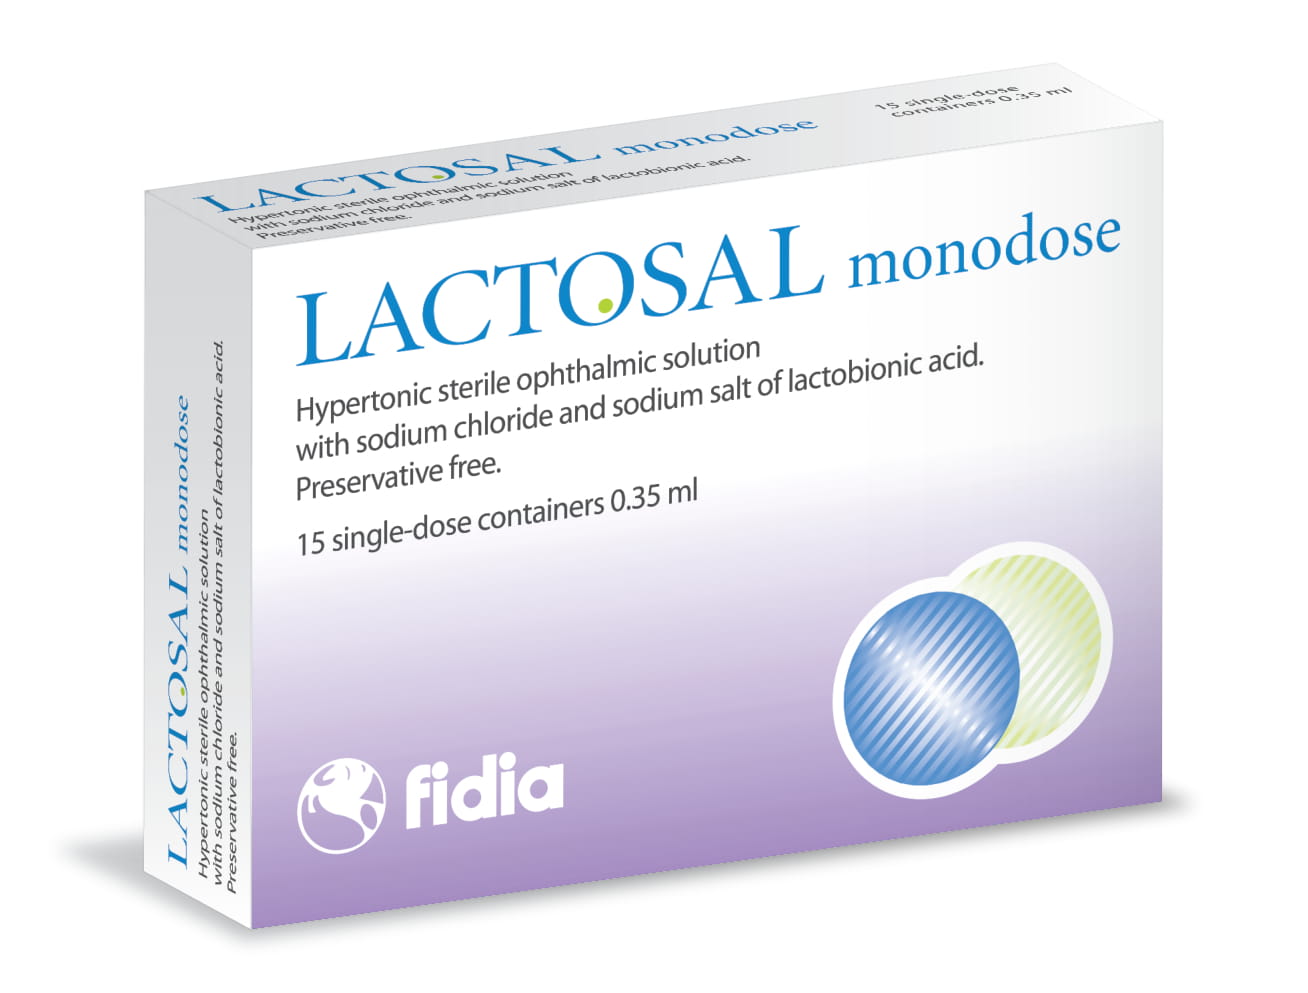 LACTOSAL monodose
Hypertonic sterile ophthalmic solution
with sodium chloride and sodium salt of lactobionic acid.
Preservative free.
15 single-dose
containers 0.35 ml
LACTOSAL monodose
Hypertonic sterile ophthalmic solution
with sodium chloride and sodium salt of lactobionic acid.
Preservative free.
15 single-dose containers 0.35 ml
fidia
LACTOSAL monodose
Hypertonic sterile ophthalmic solution
with sodium chloride and sodium salt of lactobionic acid.
Preservative free.